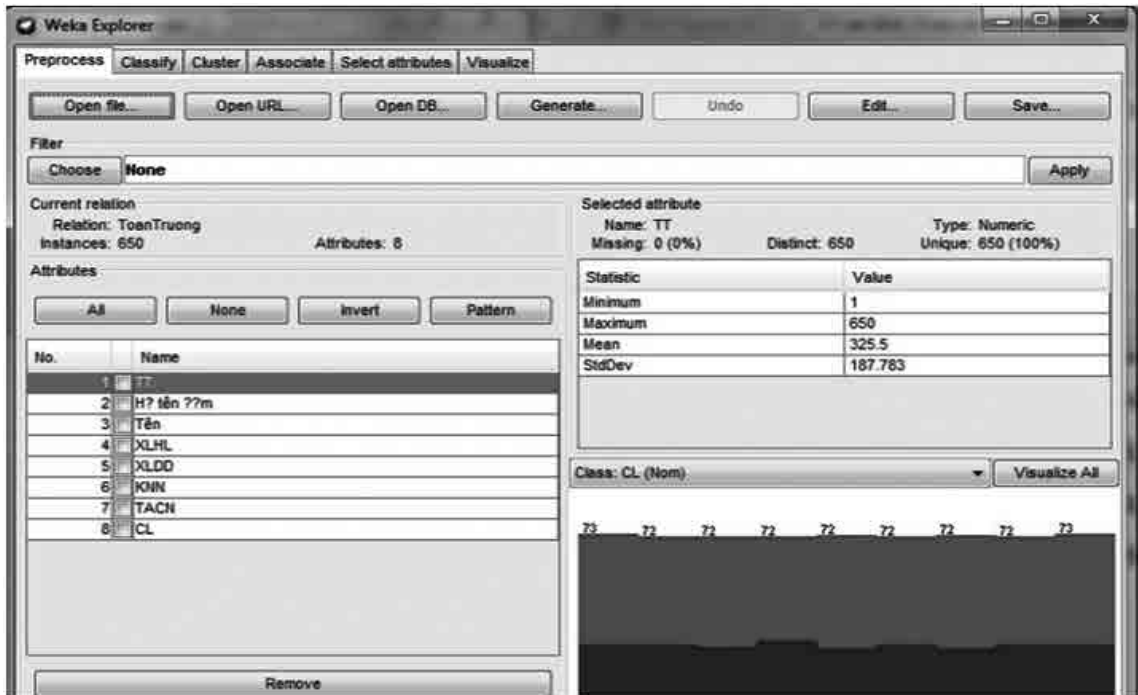 Weka Explorer
Preprocess Classify Cluster Associate Select attributes Visualize
Open file... Open URL... Open DB... Generate... Undo Edit... Save...
Filter
Choose None Apply
Current relation
Relation: ToanTruong
Instances: 650 Attributes: 8
Attributes
All None Invert Pattern
No. Name
1 TT
2 H? tên ??m
3 Tên
4 XLHL
5 XLDD
6 KNN
7 TACN
8 CL
Remove
Selected attribute
Name: TT Type: Numeric
Missing: 0 (0%) Distinct: 650 Unique: 650 (100%)
Statistic Value
Minimum 1
Maximum 650
Mean 325.5
StdDev 187.783
Class: CL (Nom) Visualize All
73 72 72 72 72 72 72 72 73